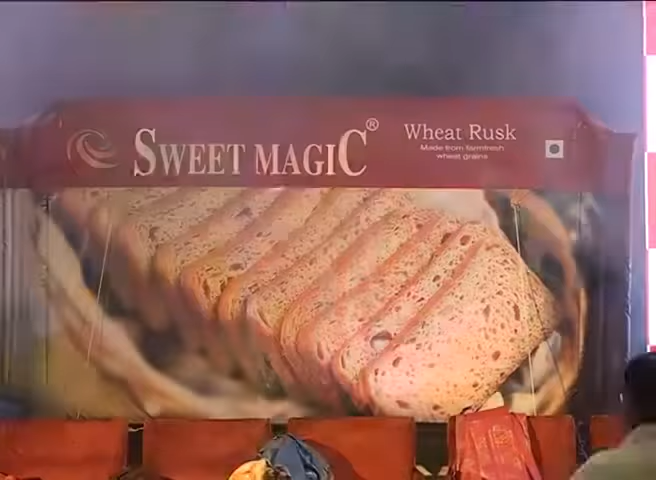 SWEET MAGIC®
Wheat Rusk
Made from farmfresh
wheat grains